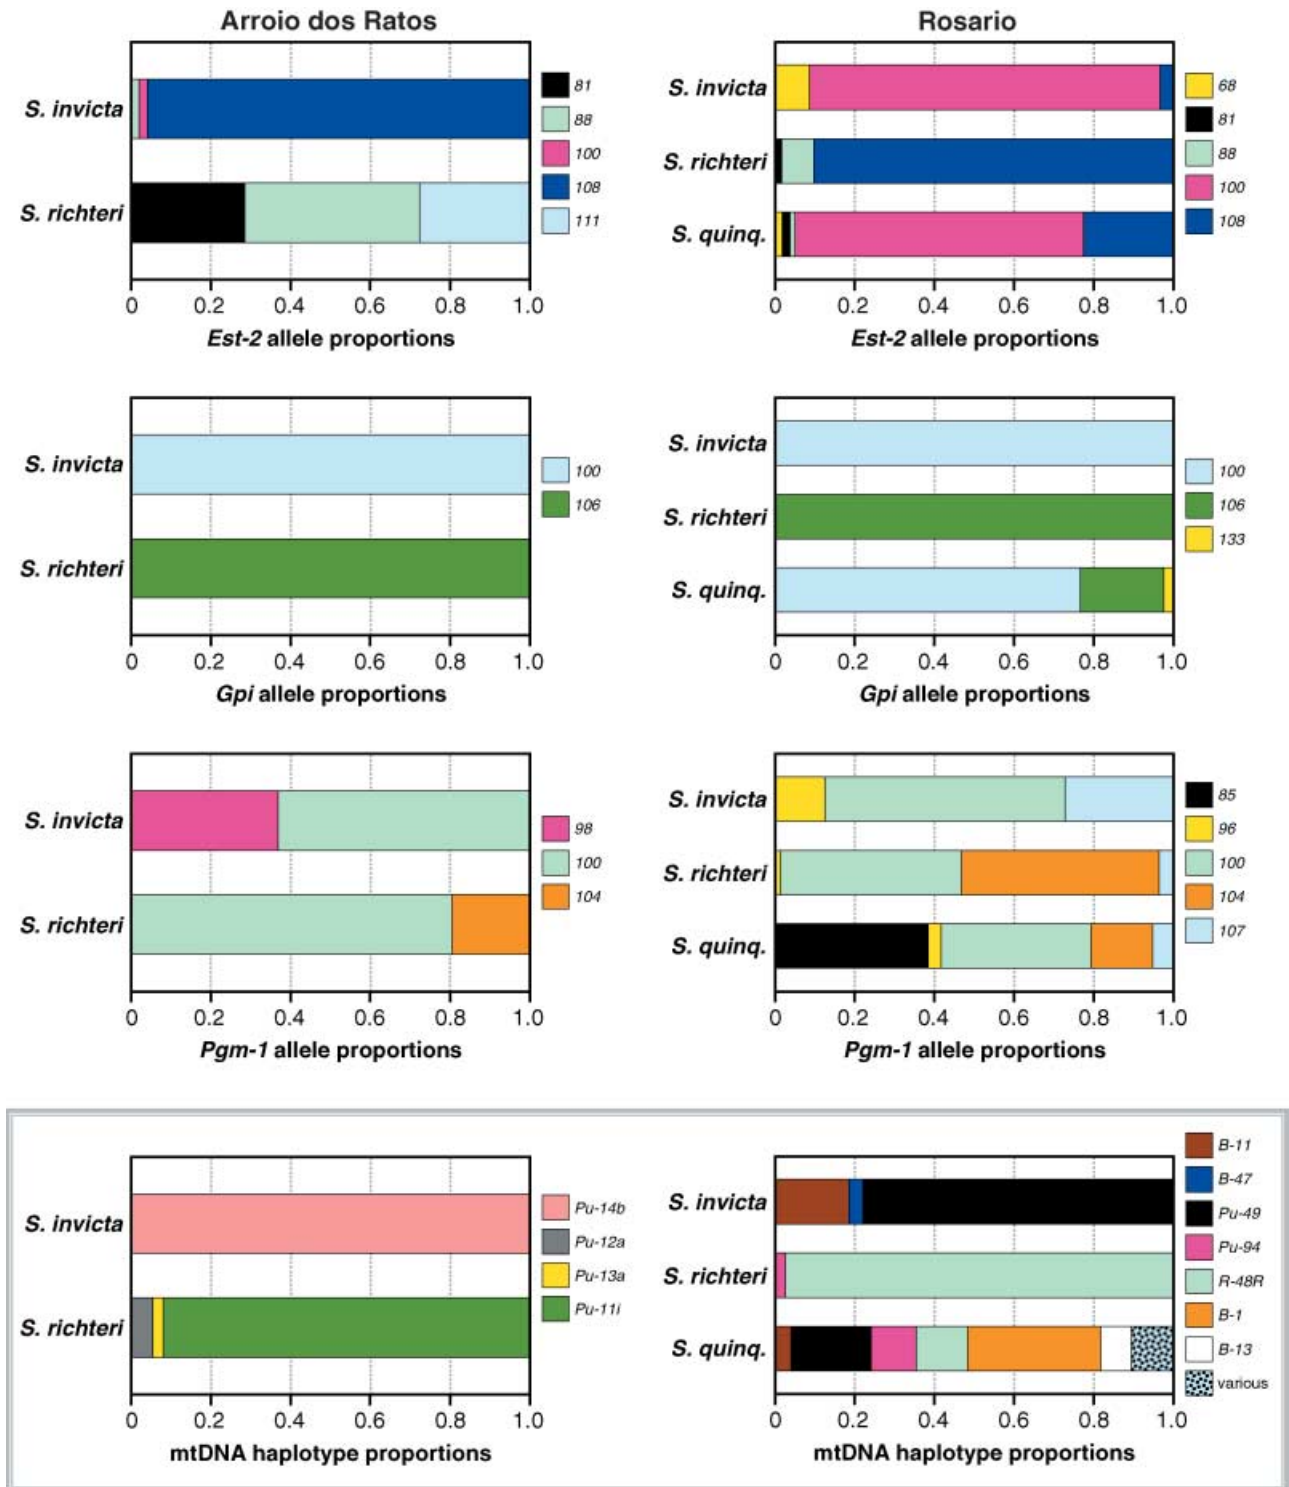 Arroio dos Ratos
S. invicta
S. richteri
81
88
100
108
111
0 0.2 0.4 0.6 0.8 1.0
Est-2 allele proportions
Rosario
S. invicta
S. richteri
S. quinq.
68
81
88
100
108
0 0.2 0.4 0.6 0.8 1.0
Est-2 allele proportions
S. invicta
S. richteri
100
106
0 0.2 0.4 0.6 0.8 1.0
Gpi allele proportions
S. invicta
S. richteri
S. quinq.
100
106
133
0 0.2 0.4 0.6 0.8 1.0
Gpi allele proportions
S. invicta
S. richteri
98
100
104
0 0.2 0.4 0.6 0.8 1.0
Pgm-1 allele proportions
S. invicta
S. richteri
S. quinq.
85
96
100
104
107
0 0.2 0.4 0.6 0.8 1.0
Pgm-1 allele proportions
S. invicta
S. richteri
Pu-14b
Pu-12a
Pu-13a
Pu-11i
0 0.2 0.4 0.6 0.8 1.0
mtDNA haplotype proportions
S. invicta
S. richteri
S. quinq.
B-11
B-47
Pu-49
Pu-94
R-48R
B-1
B-13
various
0 0.2 0.4 0.6 0.8 1.0
mtDNA haplotype proportions